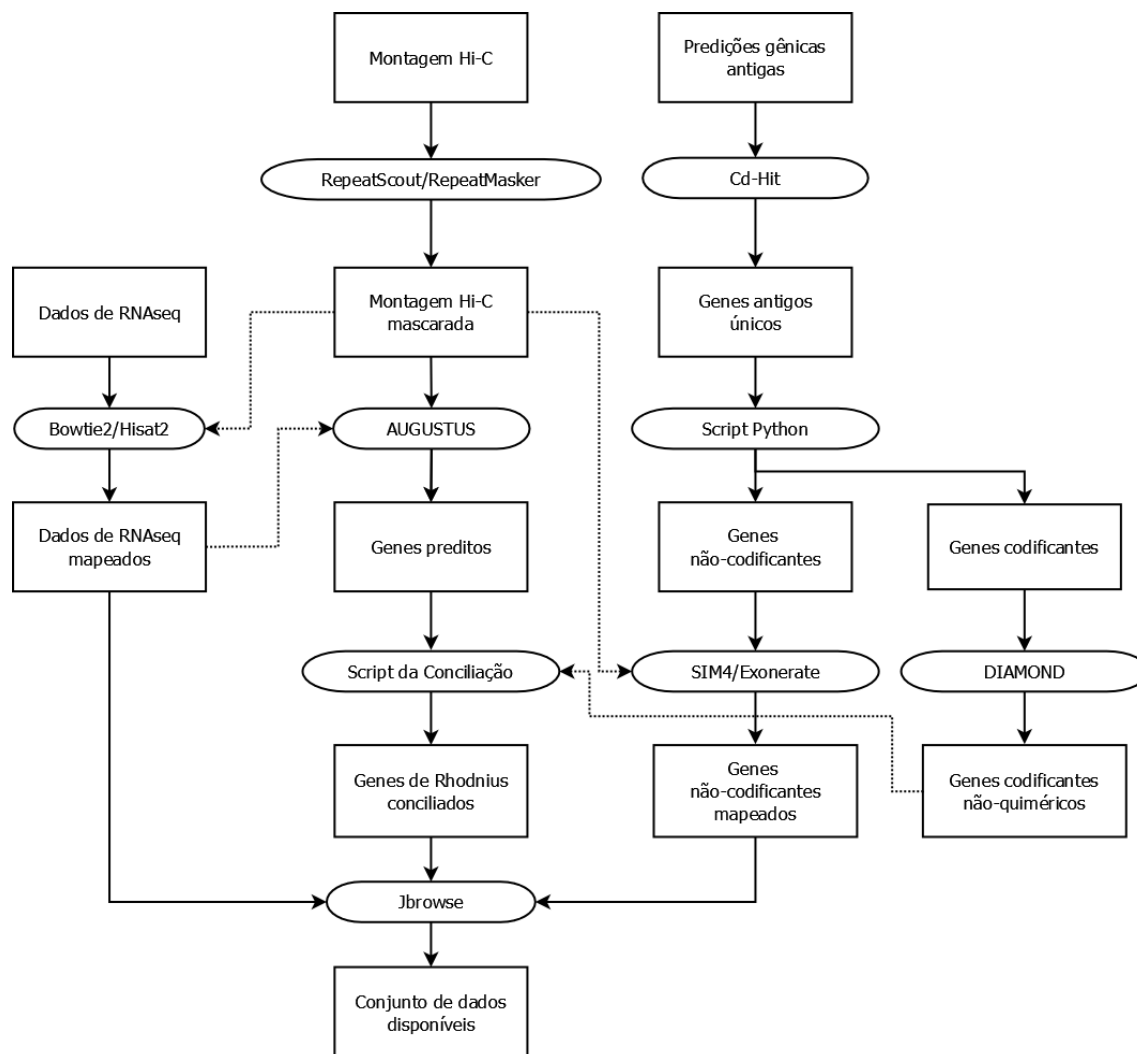 Montagem Hi-C
Predições gênicas
antigas
RepeatScout/RepeatMasker
Cd-Hit
Dados de RNAseq
Montagem Hi-C
mascarada
Genes antigos
únicos
Bowtie2/Hisat2
AUGUSTUS
Script Python
Dados de RNAseq
mapeados
Genes preditos
Genes
não-codificantes
Genes codificantes
Script da Conciliação
SIM4/Exonerate
DIAMOND
Genes de Rhodnius
conciliados
Genes
não-codificantes
mapeados
Genes codificantes
não-quiméricos
Jbrowse
Conjunto de dados
disponíveis